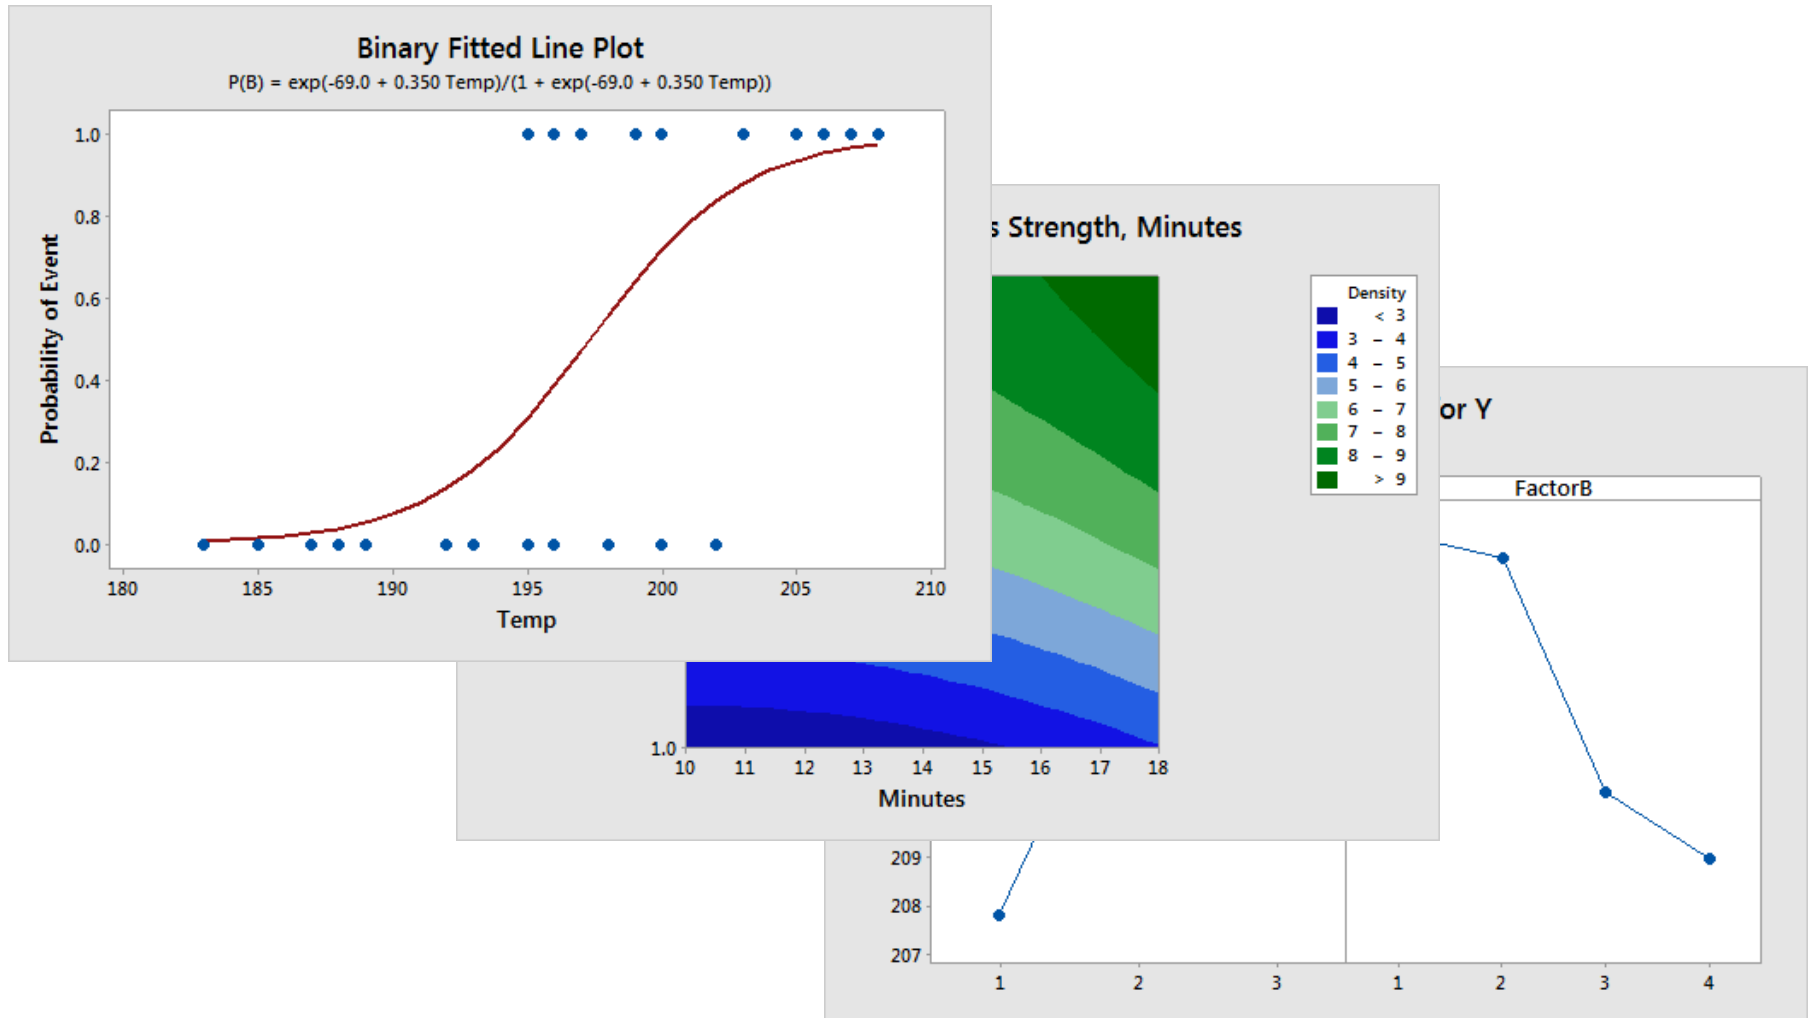 Binary Fitted Line Plot
P(B) = exp(-69.0 + 0.350 Temp)/(1 + exp(-69.0 + 0.350 Temp))
1.0
0.8
0.6
0.4
0.2
0.0
Probability of Event
180 185 190 195 200 205 210
Temp
s Strength, Minutes
Density
< 3
3 – 4
4 – 5
5 – 6
6 – 7
7 – 8
8 – 9
> 9
1.0
10 11 12 13 14 15 16 17 18
Minutes
or Y
FactorB
209
208
207
1 2 3 1 2 3 4